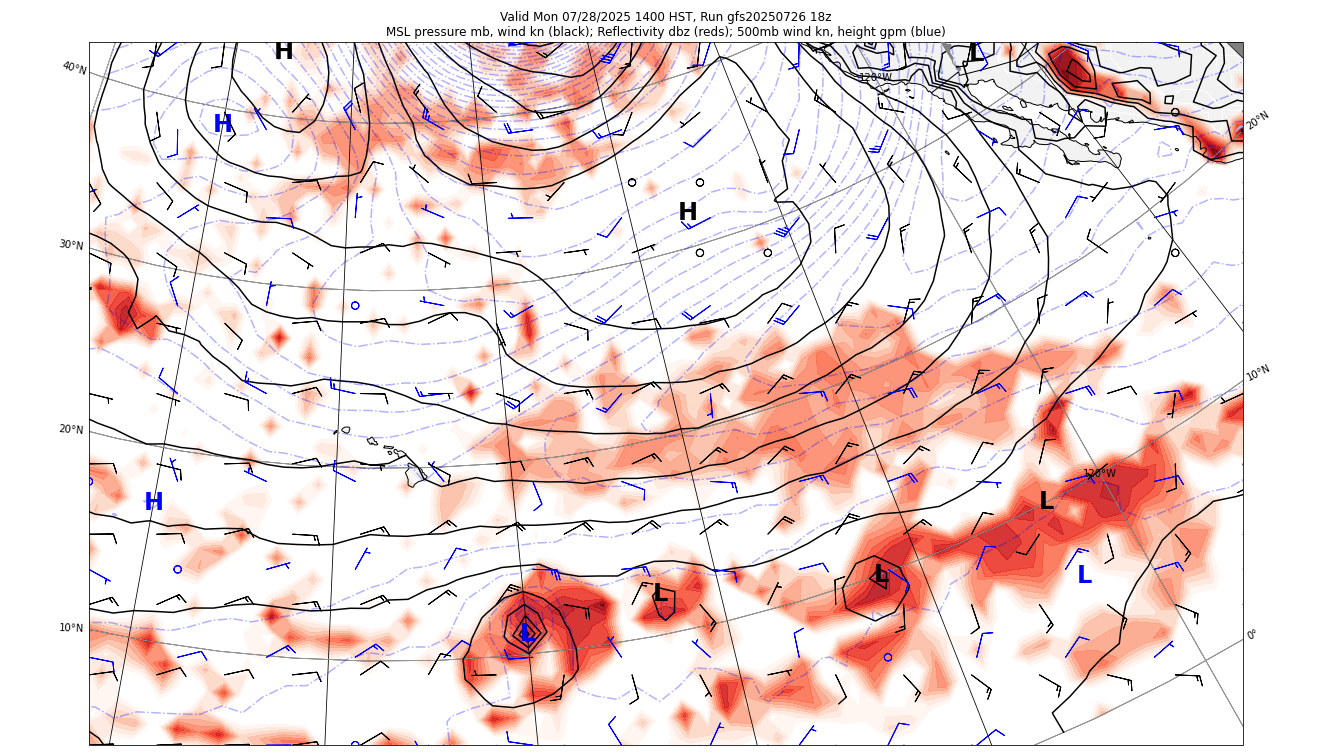 Valid Mon 07/28/2025 1400 HST, Run gfs20250726 18z
MSL pressure mb, wind kn (black); Reflectivity dbz (reds); 500mb wind kn, height gpm (blue)
H
L
40°N
120°W
20°N
H
H
30°N
10°N
20°N
120°W
H
L
L
L
L
10°N
L
0°